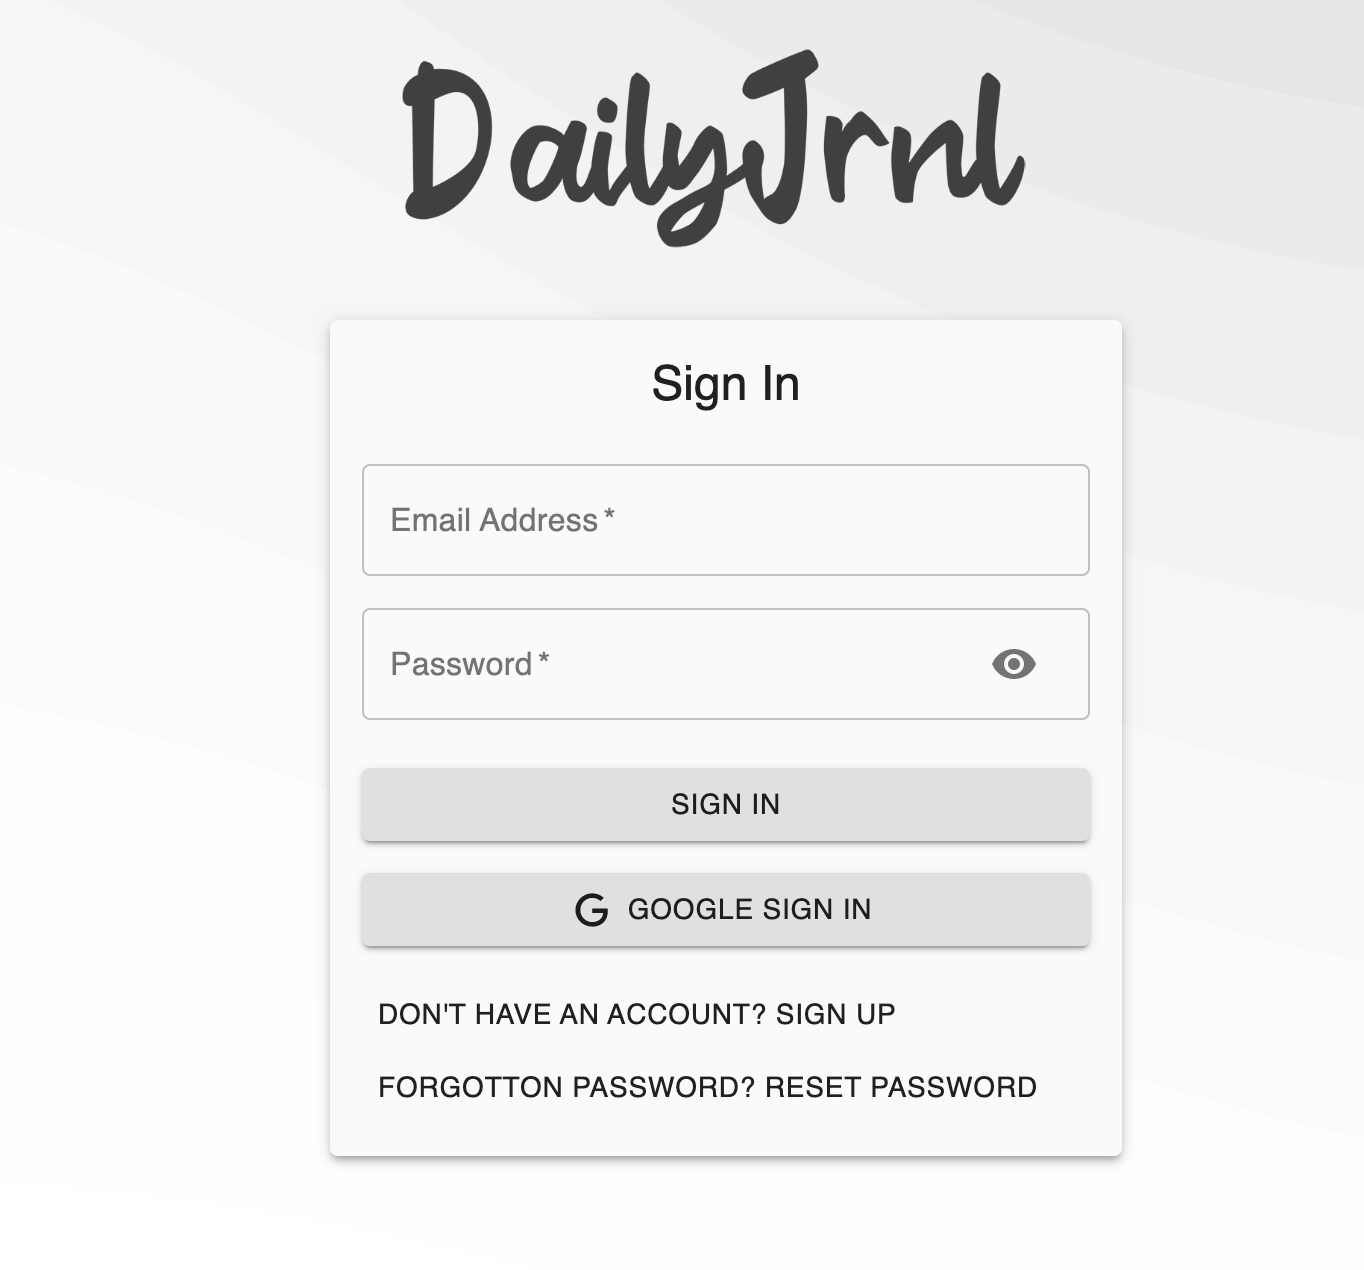 DailyJrnl
Sign In
Email Address *
Password *
SIGN IN
GOOGLE SIGN IN
DON'T HAVE AN ACCOUNT? SIGN UP
FORGOTTON PASSWORD? RESET PASSWORD